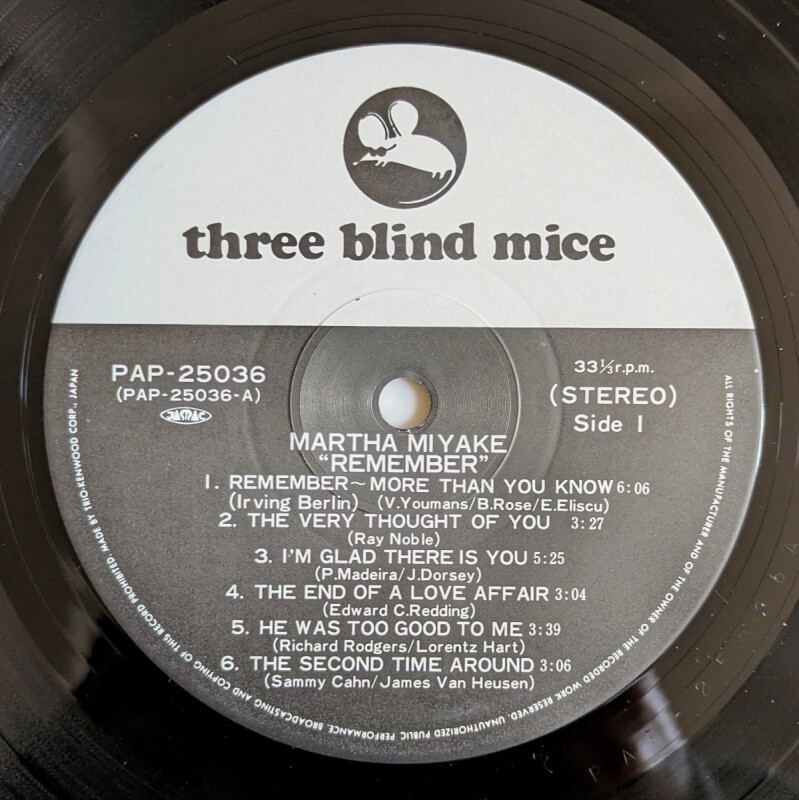 three blind mice
PAP-25036
(PAP-25036-A)
JASRAC
33⅓r.p.m.
(STEREO)
Side 1
MARTHA MIYAKE
"REMEMBER"
1. REMEMBER~MORE THAN YOU KNOW 6:06
(Irving Berlin) (V.Youmans/B.Rose/E.Eliscu)
2. THE VERY THOUGHT OF YOU 3:27
(Ray Noble)
3. I'M GLAD THERE IS YOU 5:25
(P.Madeira/J.Dorsey)
4. THE END OF A LOVE AFFAIR 3:04
(Edward C.Redding)
5. HE WAS TOO GOOD TO ME 3:39
(Richard Rodgers/Lorentz Hart)
6. THE SECOND TIME AROUND 3:06
(Sammy Cahn/James Van Heusen)
ALL RIGHTS OF THE MANUFACTURER AND OF THE OWNER OF THE RECORDED WORK RESERVED. UNAUTHORIZED PUBLIC PERFORMANCE, BROADCASTING AND COPYING OF THIS RECORD PROHIBITED. MADE BY TRIO-KENWOOD CORP., JAPAN